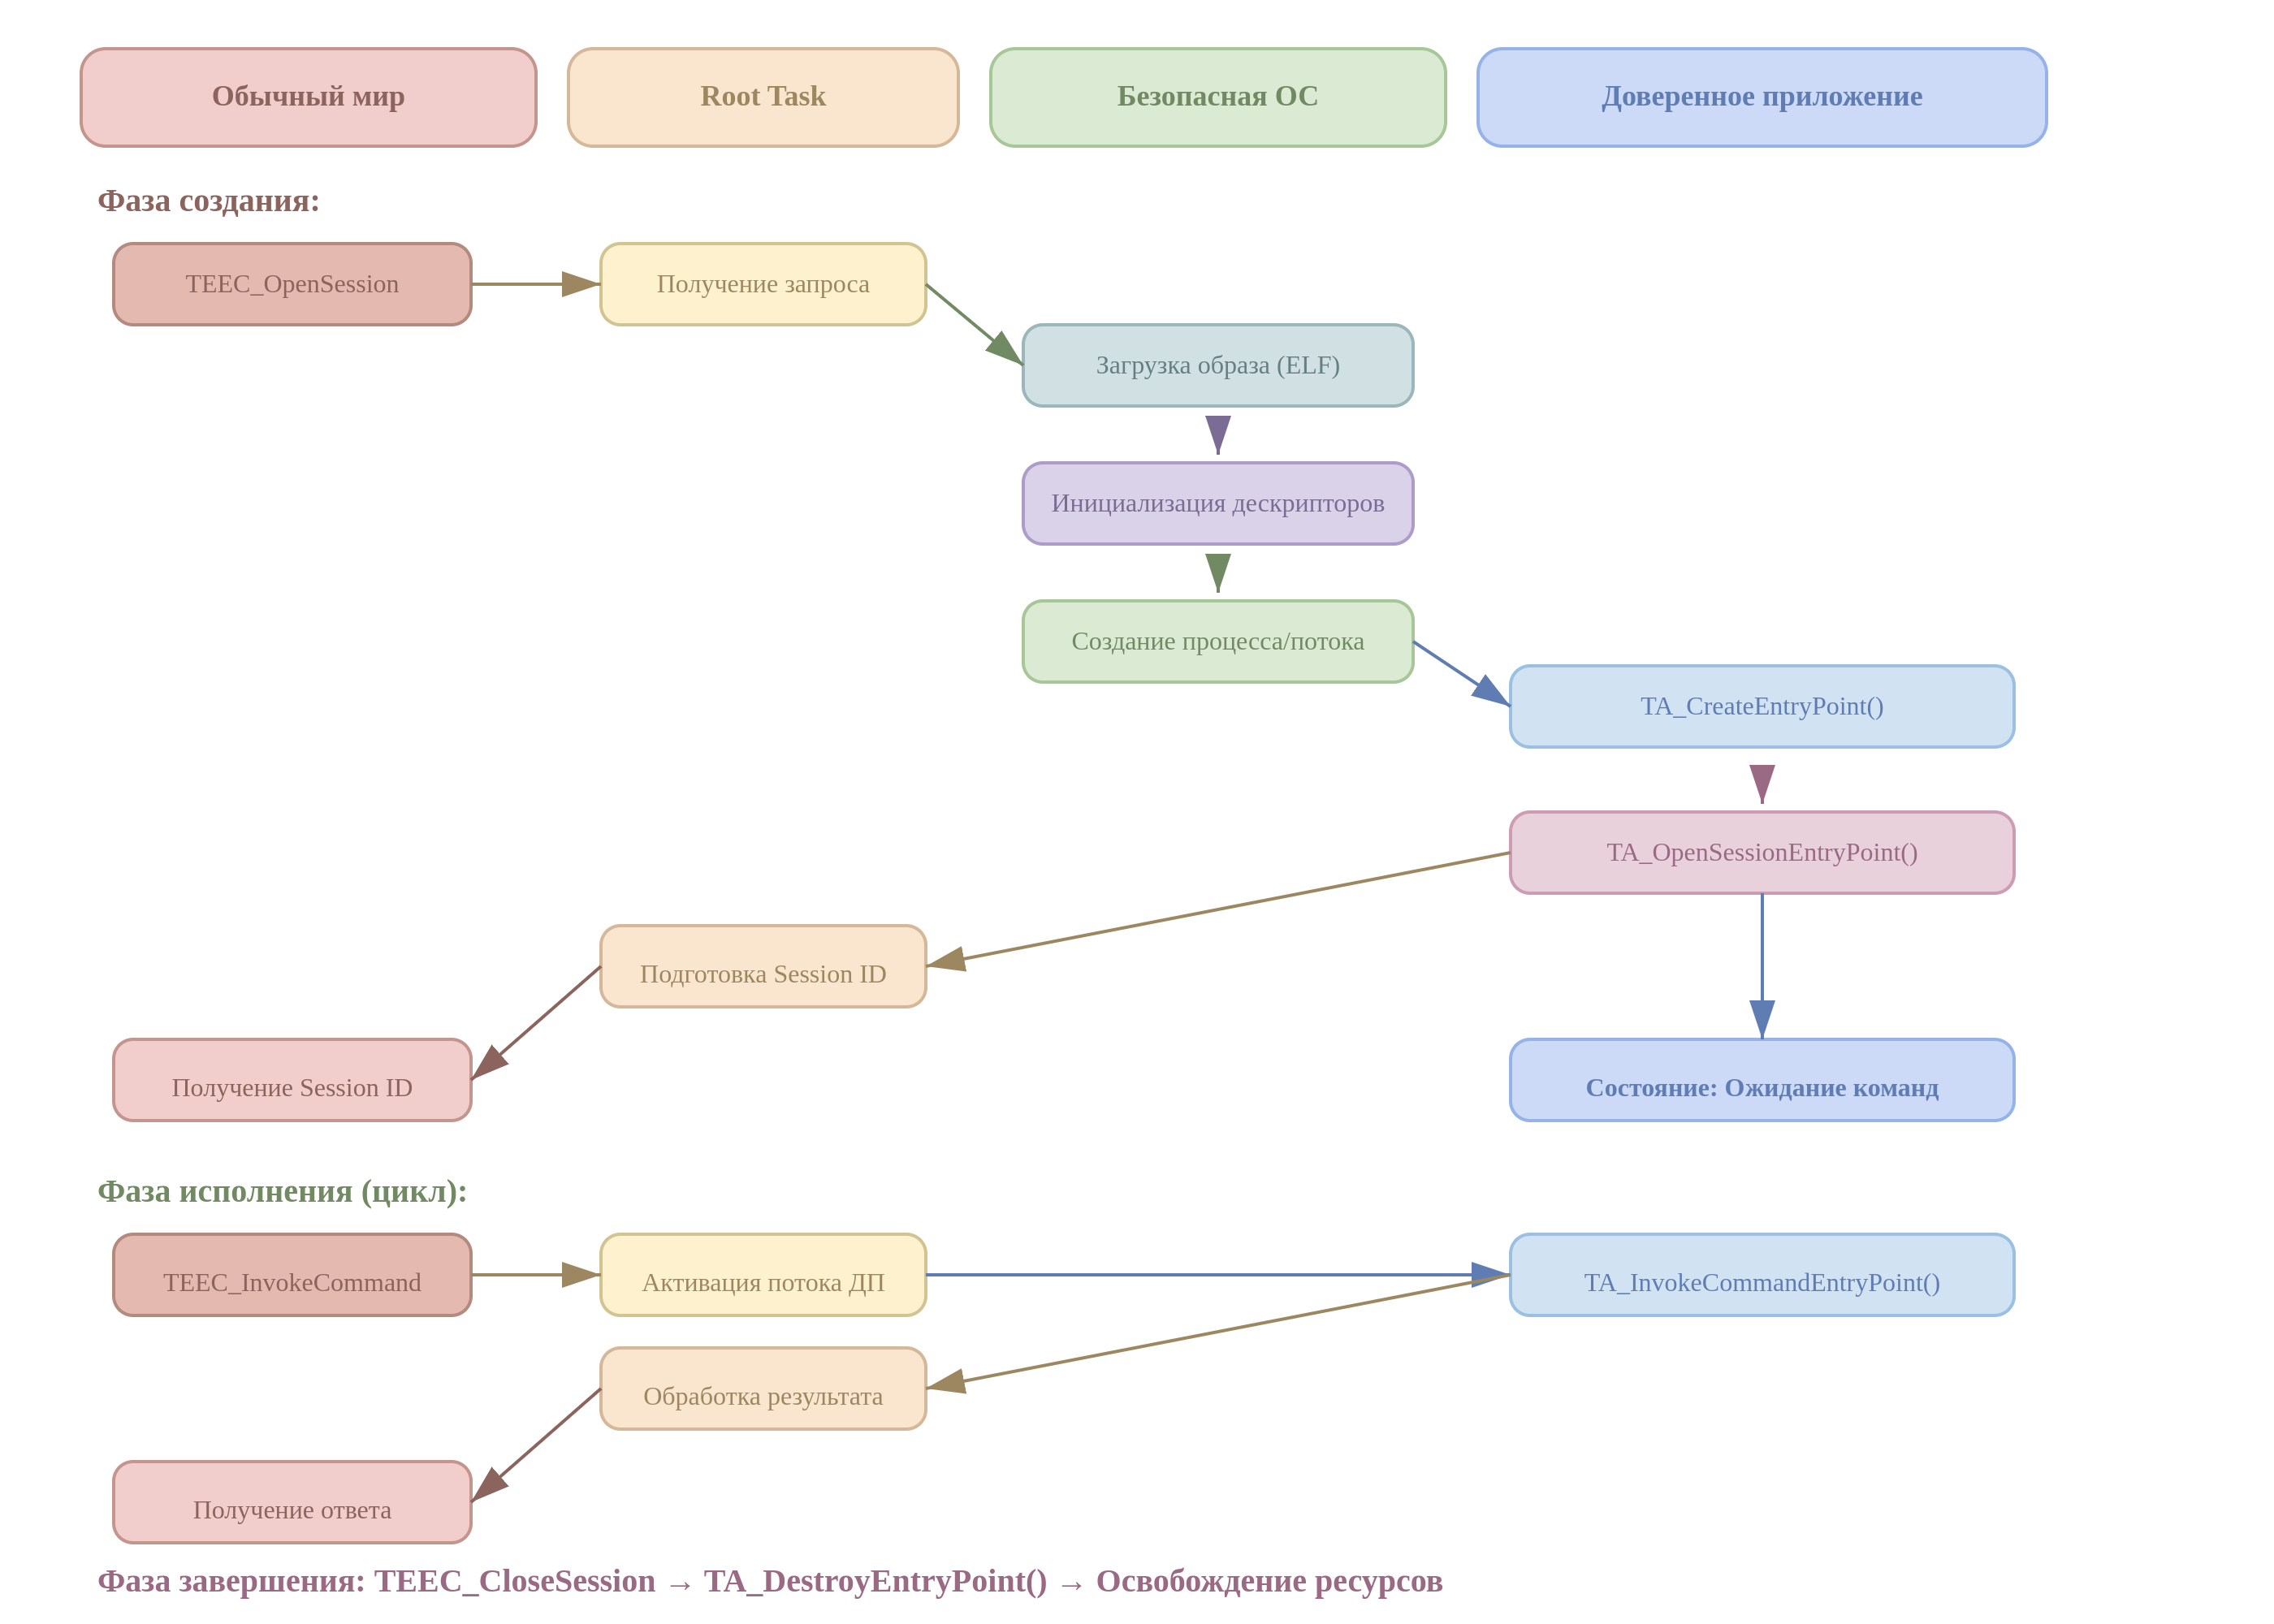 Обычный мир
Root Task
Безопасная ОС
Доверенное приложение
Фаза создания:
TEEC_OpenSession
Получение запроса
Загрузка образа (ELF)
Инициализация дескрипторов
Создание процесса/потока
TA_CreateEntryPoint()
TA_OpenSessionEntryPoint()
Подготовка Session ID
Получение Session ID
Состояние: Ожидание команд
Фаза исполнения (цикл):
TEEC_InvokeCommand
Активация потока ДП
TA_InvokeCommandEntryPoint()
Обработка результата
Получение ответа
Фаза завершения: TEEC_CloseSession → TA_DestroyEntryPoint() → Освобождение ресурсов